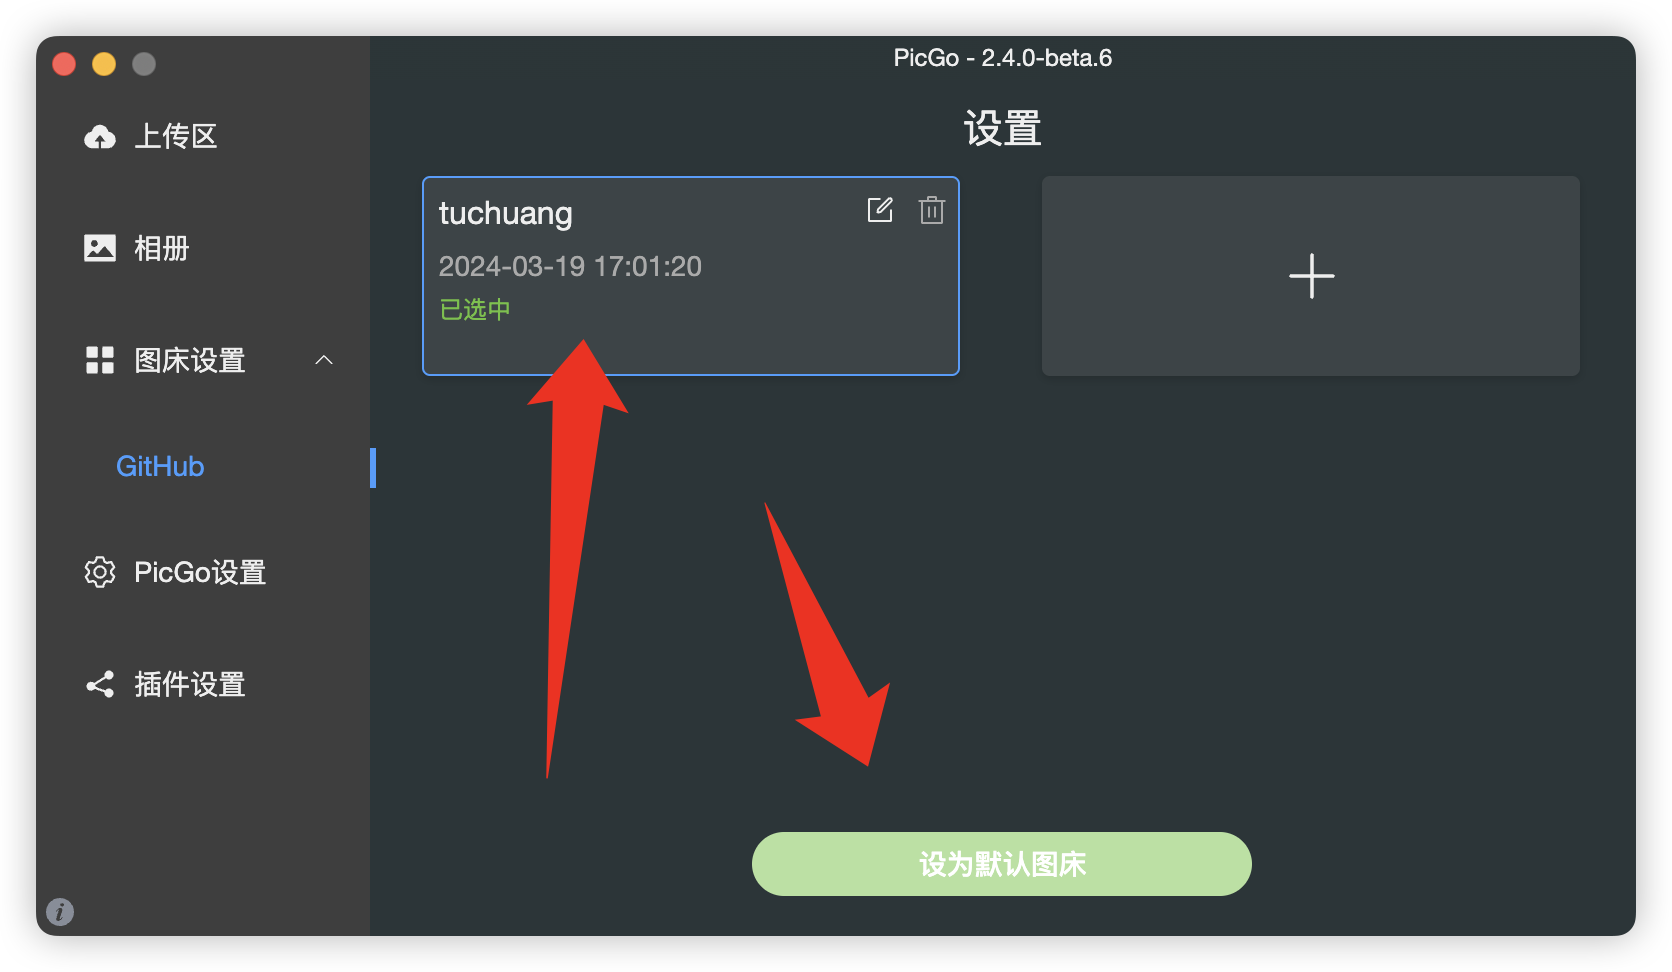 PicGo - 2.4.0-beta.6
上传区
相册
图床设置
GitHub
PicGo设置
插件设置
设置
tuchuang
2024-03-19 17:01:20
已选中
设为默认图床